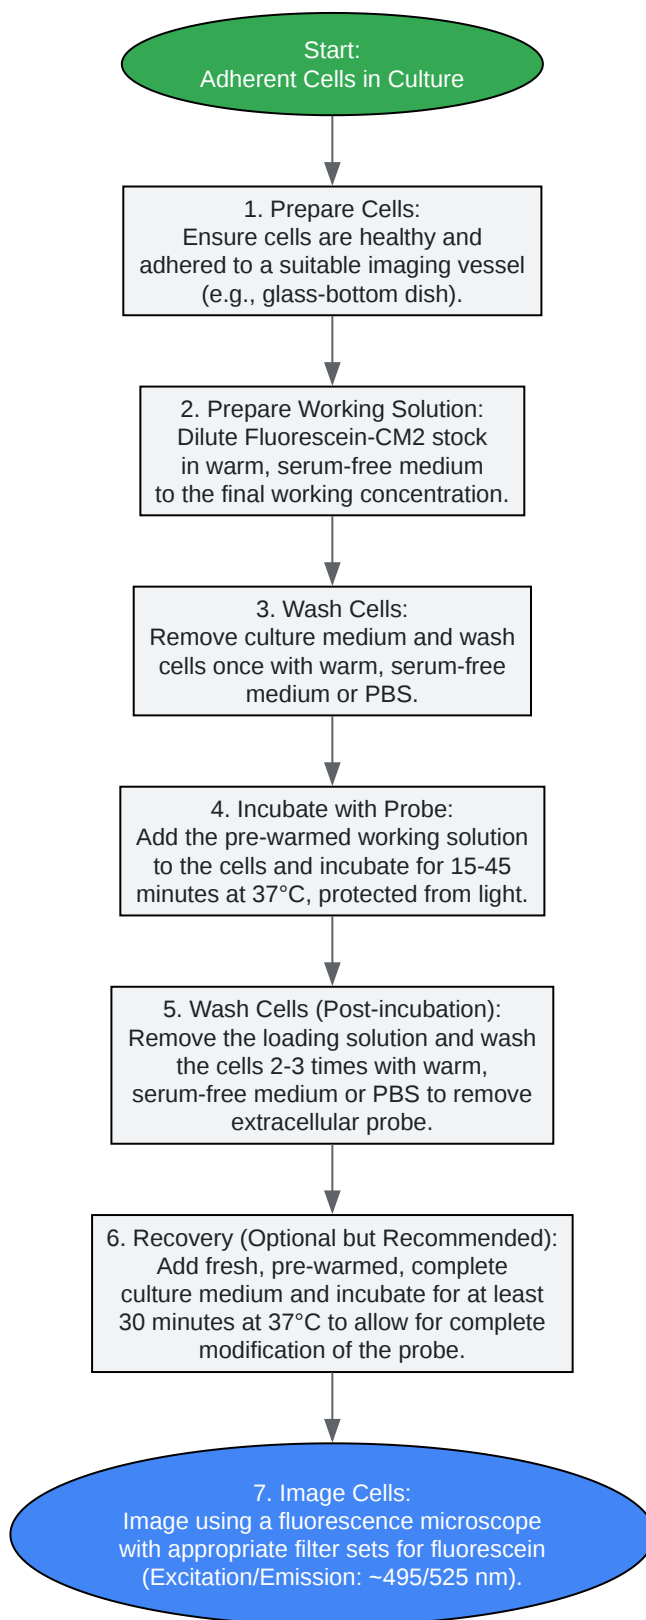 Start:
Adherent Cells in Culture
1. Prepare Cells:
Ensure cells are healthy and
adhered to a suitable imaging vessel
(e.g., glass-bottom dish).
2. Prepare Working Solution:
Dilute Fluorescein-CM2 stock
in warm, serum-free medium
to the final working concentration.
3. Wash Cells:
Remove culture medium and wash
cells once with warm, serum-free
medium or PBS.
4. Incubate with Probe:
Add the pre-warmed working solution
to the cells and incubate for 15-45
minutes at 37°C, protected from light.
5. Wash Cells (Post-incubation):
Remove the loading solution and wash
the cells 2-3 times with warm,
serum-free medium or PBS to remove
extracellular probe.
6. Recovery (Optional but Recommended):
Add fresh, pre-warmed, complete
culture medium and incubate for at least
30 minutes at 37°C to allow for complete
modification of the probe.
7. Image Cells:
Image using a fluorescence microscope
with appropriate filter sets for fluorescein
(Excitation/Emission: ~495/525 nm).